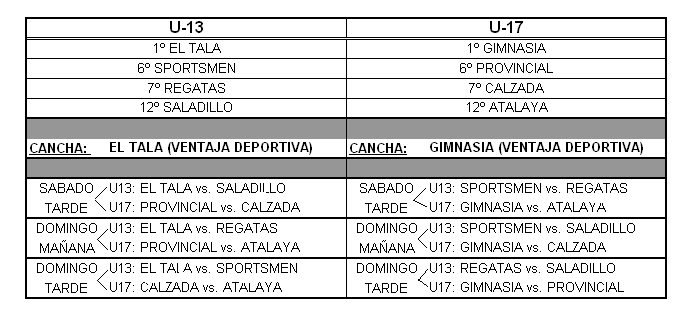 U-13 U-17
1º EL TALA 1º GIMNASIA
6º SPORTSMEN 6º PROVINCIAL
7º REGATAS 7º CALZADA
12º SALADILLO 12º ATALAYA
CANCHA: EL TALA (VENTAJA DEPORTIVA) CANCHA: GIMNASIA (VENTAJA DEPORTIVA)
SABADO U13: EL TALA vs. SALADILLO SABADO U13: SPORTSMEN vs. REGATAS
TARDE U17: PROVINCIAL vs. CALZADA TARDE U17: GIMNASIA vs. ATALAYA
DOMINGO U13: EL TALA vs. REGATAS DOMINGO U13: SPORTSMEN vs. SALADILLO
MAÑANA U17: PROVINCIAL vs. ATALAYA MAÑANA U17: GIMNASIA vs. CALZADA
DOMINGO U13: EL TALA vs. SPORTSMEN DOMINGO U13: REGATAS vs. SALADILLO
TARDE U17: CALZADA vs. ATALAYA TARDE U17: GIMNASIA vs. PROVINCIAL